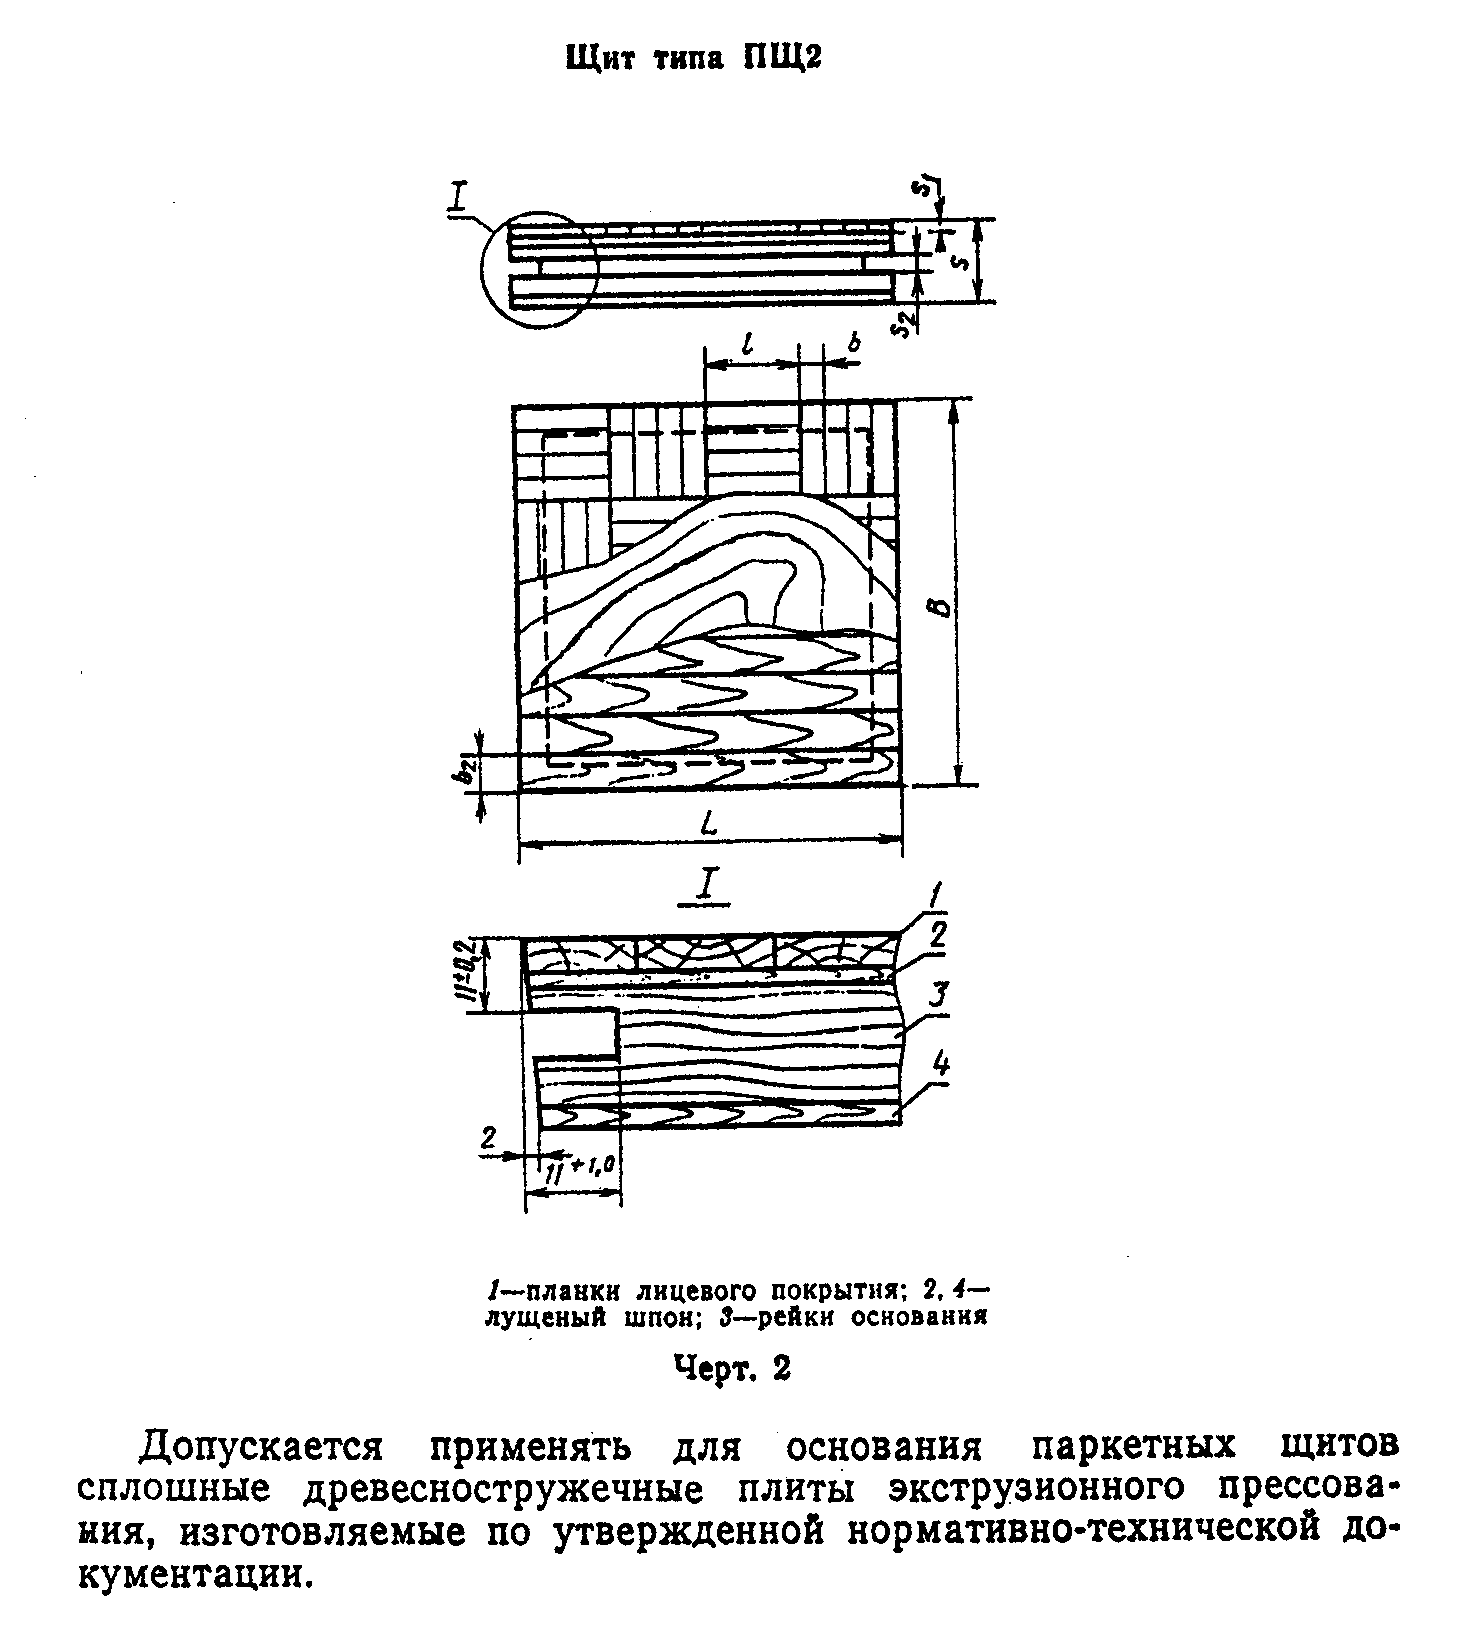 Щит типа ПЩ2
I
s1
s
s2
l
b
B
b2
L
I
1
2
3
4
11±0,2
2
11+1,0
1—планки лицевого покрытия; 2, 4—
лущеный шпон; 3—рейки основания
Черт. 2
Допускается применять для основания паркетных щитов
сплошные древесностружечные плиты экструзионного прессова-
ния, изготовляемые по утвержденной нормативно-технической до-
кументации.